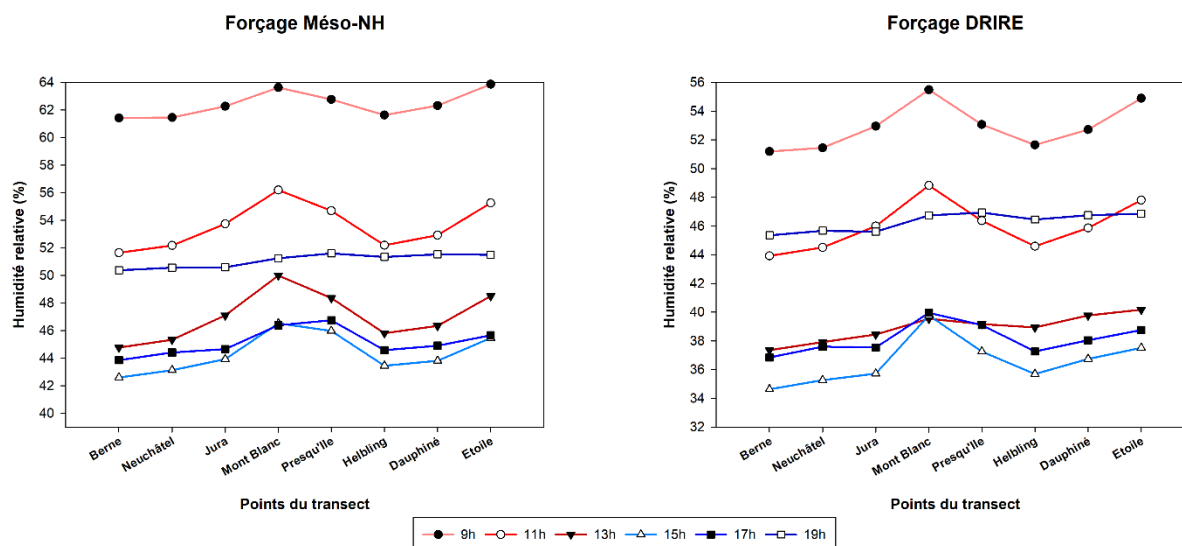 Forçage Méso-NH
Humidité relative (%)
64
62
60
58
56
54
52
50
48
46
44
42
40
Berne
Neuchâtel
Jura
Mont Blanc
Presqu'Ile
Helbling
Dauphiné
Etoile
Points du transect
Forçage DRIRE
Humidité relative (%)
56
54
52
50
48
46
44
42
40
38
36
34
32
Berne
Neuchâtel
Jura
Mont Blanc
Presqu'Ile
Helbling
Dauphiné
Etoile
Points du transect
9h 11h 13h 15h 17h 19h